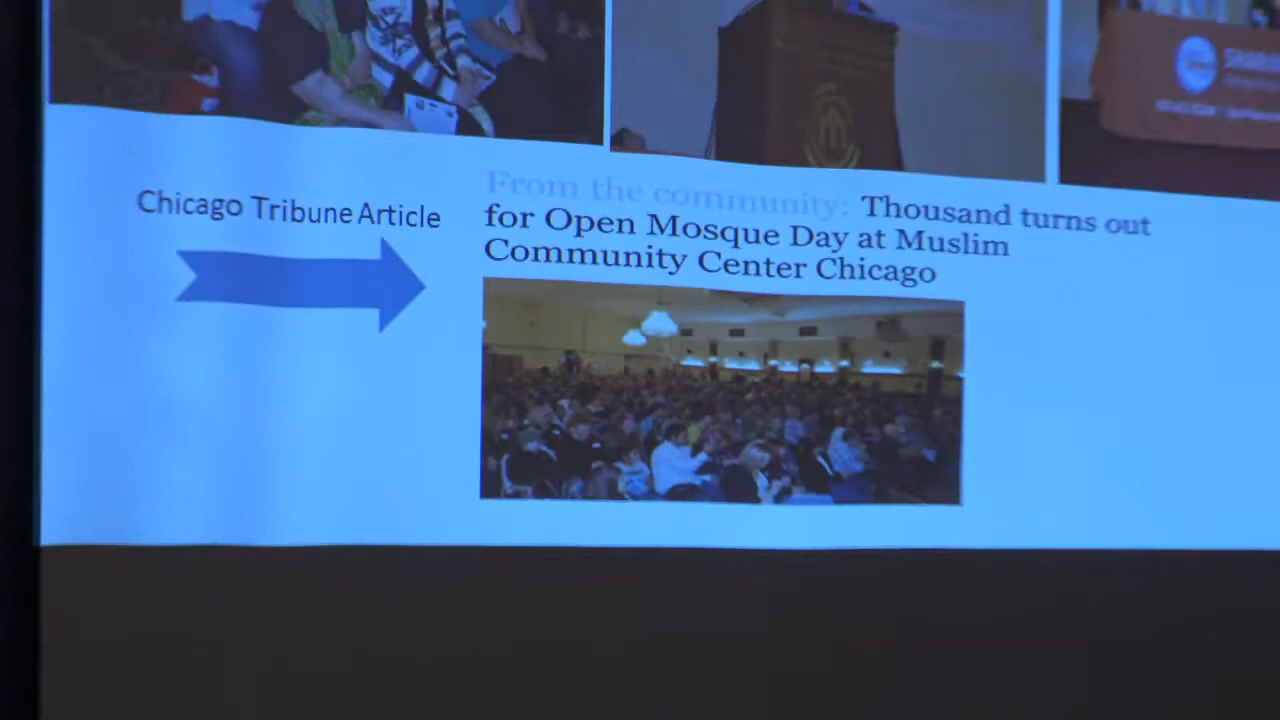 Chicago Tribune Article
From the community: Thousand turns out
for Open Mosque Day at Muslim
Community Center Chicago